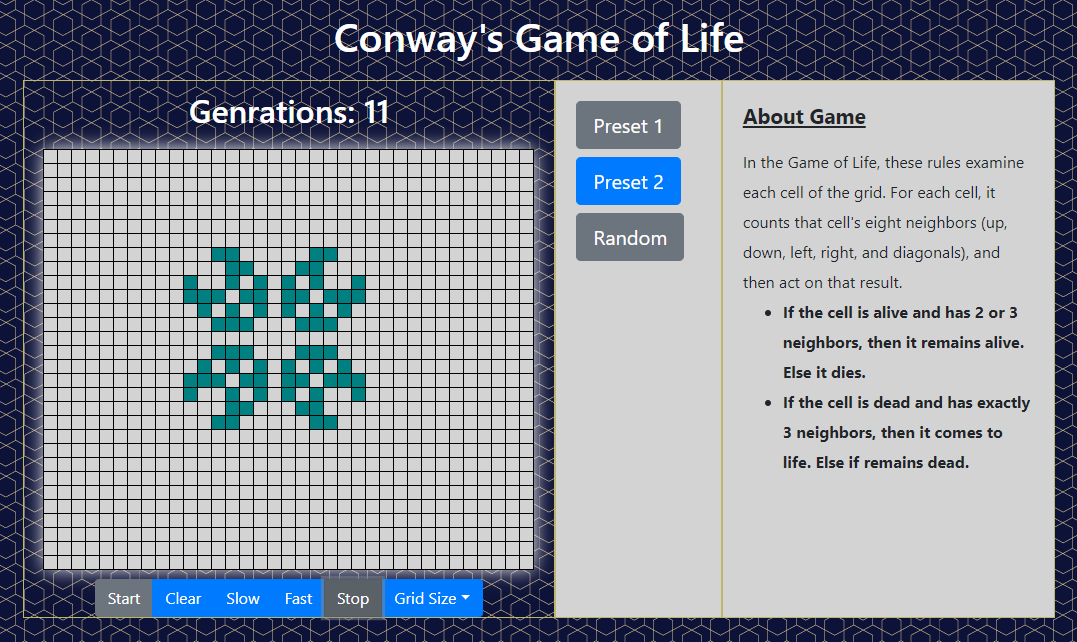 Conway's Game of Life
Genrations: 11
Start
Clear
Slow
Fast
Stop
Grid Size
Preset 1
Preset 2
Random
About Game
In the Game of Life, these rules examine
each cell of the grid. For each cell, it
counts that cell's eight neighbors (up,
down, left, right, and diagonals), and
then act on that result.
• If the cell is alive and has 2 or 3
neighbors, then it remains alive.
Else it dies.
• If the cell is dead and has exactly
3 neighbors, then it comes to
life. Else if remains dead.